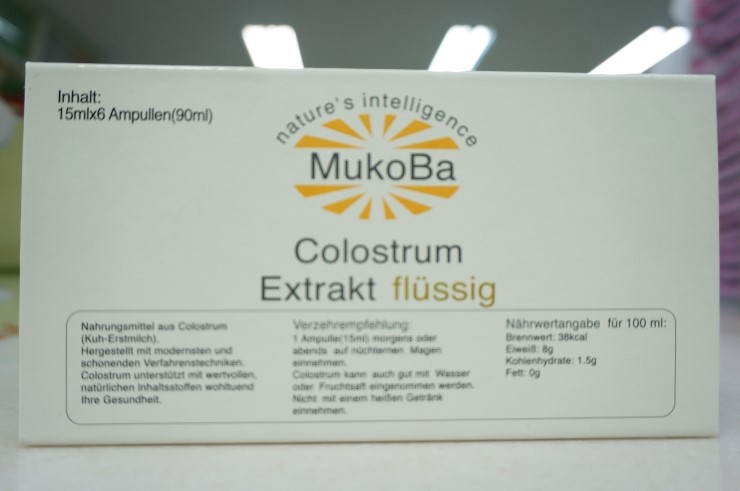 Inhalt:
15mlx6 Ampullen(90ml)
nature's intelligence
MukoBa
Colostrum
Extrakt flüssig
Nahrungsmittel aus Colostrum
(Kuh-Erstmilch).
Hergestellt mit modernsten und
schonenden Verfahrenstechniken.
Colostrum unterstützt mit wertvollen,
natürlichen Inhaltsstoffen wohltuend
Ihre Gesundheit.
Verzehrempfehlung:
1 Ampulle(15ml) morgens oder
abends auf nüchternen Magen
einnehmen.
Colostrum kann auch gut mit Wasser
oder Fruchtsaft eingenommen werden.
Nicht mit einem heißen Getränk
einnehmen.
Nährwertangabe für 100 ml:
Brennwert: 38kcal
Eiweiß: 8g
Kohlenhydrate: 1.5g
Fett: 0g